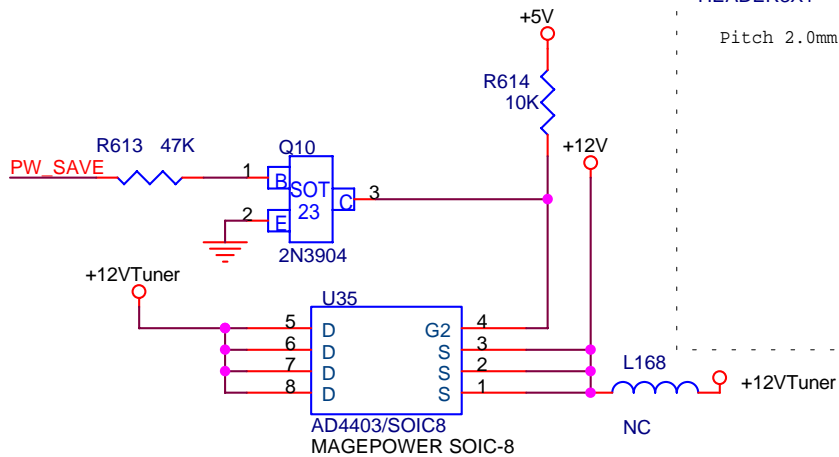 +5V
Pitch 2.0mm
R614
10K
R613 47K
Q10
+12V
PW_SAVE
1
B
SOT
23
C
3
2
E
2N3904
+12VTuner
U35
5 D G2 4
6 D S 3
7 D S 2
8 D S 1
L168
+12VTuner
NC
AD4403/SOIC8
MAGEPOWER SOIC-8